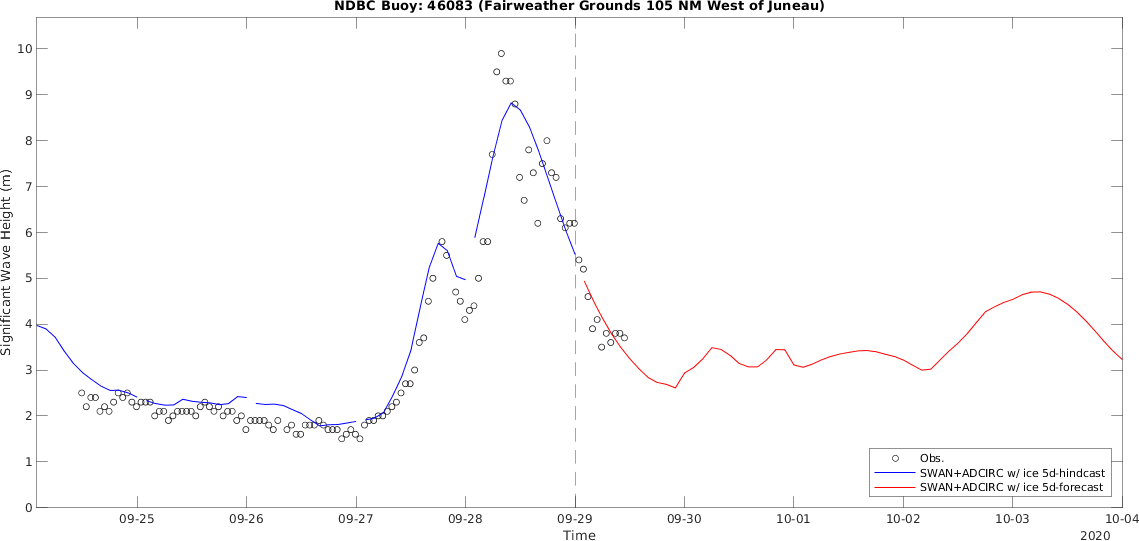 NDBC Buoy: 46083 (Fairweather Grounds 105 NM West of Juneau)
10
9
8
7
6
5
4
3
2
1
0
Significant Wave Height (m)
Obs.
SWAN+ADCIRC w/ ice 5d-hindcast
SWAN+ADCIRC w/ ice 5d-forecast
09-25 09-26 09-27 09-28 09-29 09-30 10-01 10-02 10-03 10-04
Time
2020